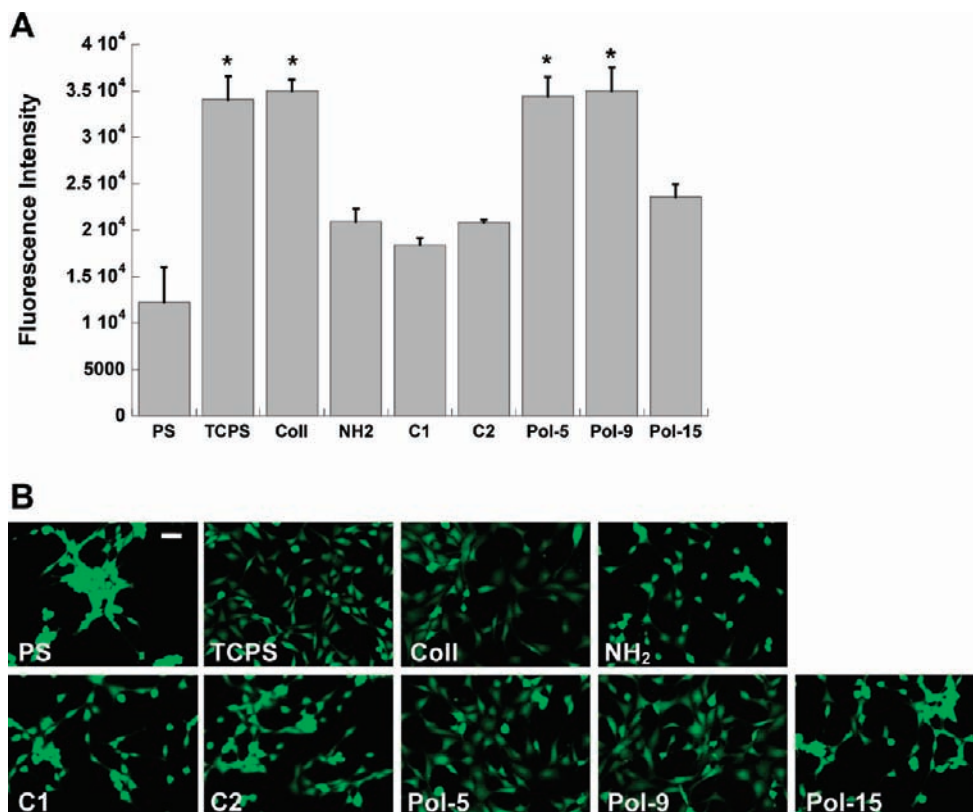 A
Fluorescence Intensity
4 10⁴
3.5 10⁴
3 10⁴
2.5 10⁴
2 10⁴
1.5 10⁴
1 10⁴
5000
0
* * * *
PS TCPS Coll NH2 C1 C2 Pol-5 Pol-9 Pol-15
B
PS TCPS Coll NH₂
C1 C2 Pol-5 Pol-9 Pol-15